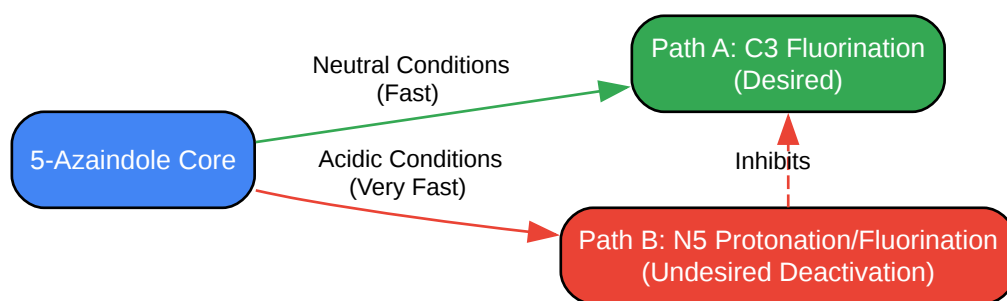 5-Azaindole Core
Neutral Conditions
(Fast)
Acidic Conditions
(Very Fast)
Path A: C3 Fluorination
(Desired)
Inhibits
Path B: N5 Protonation/Fluorination
(Undesired Deactivation)